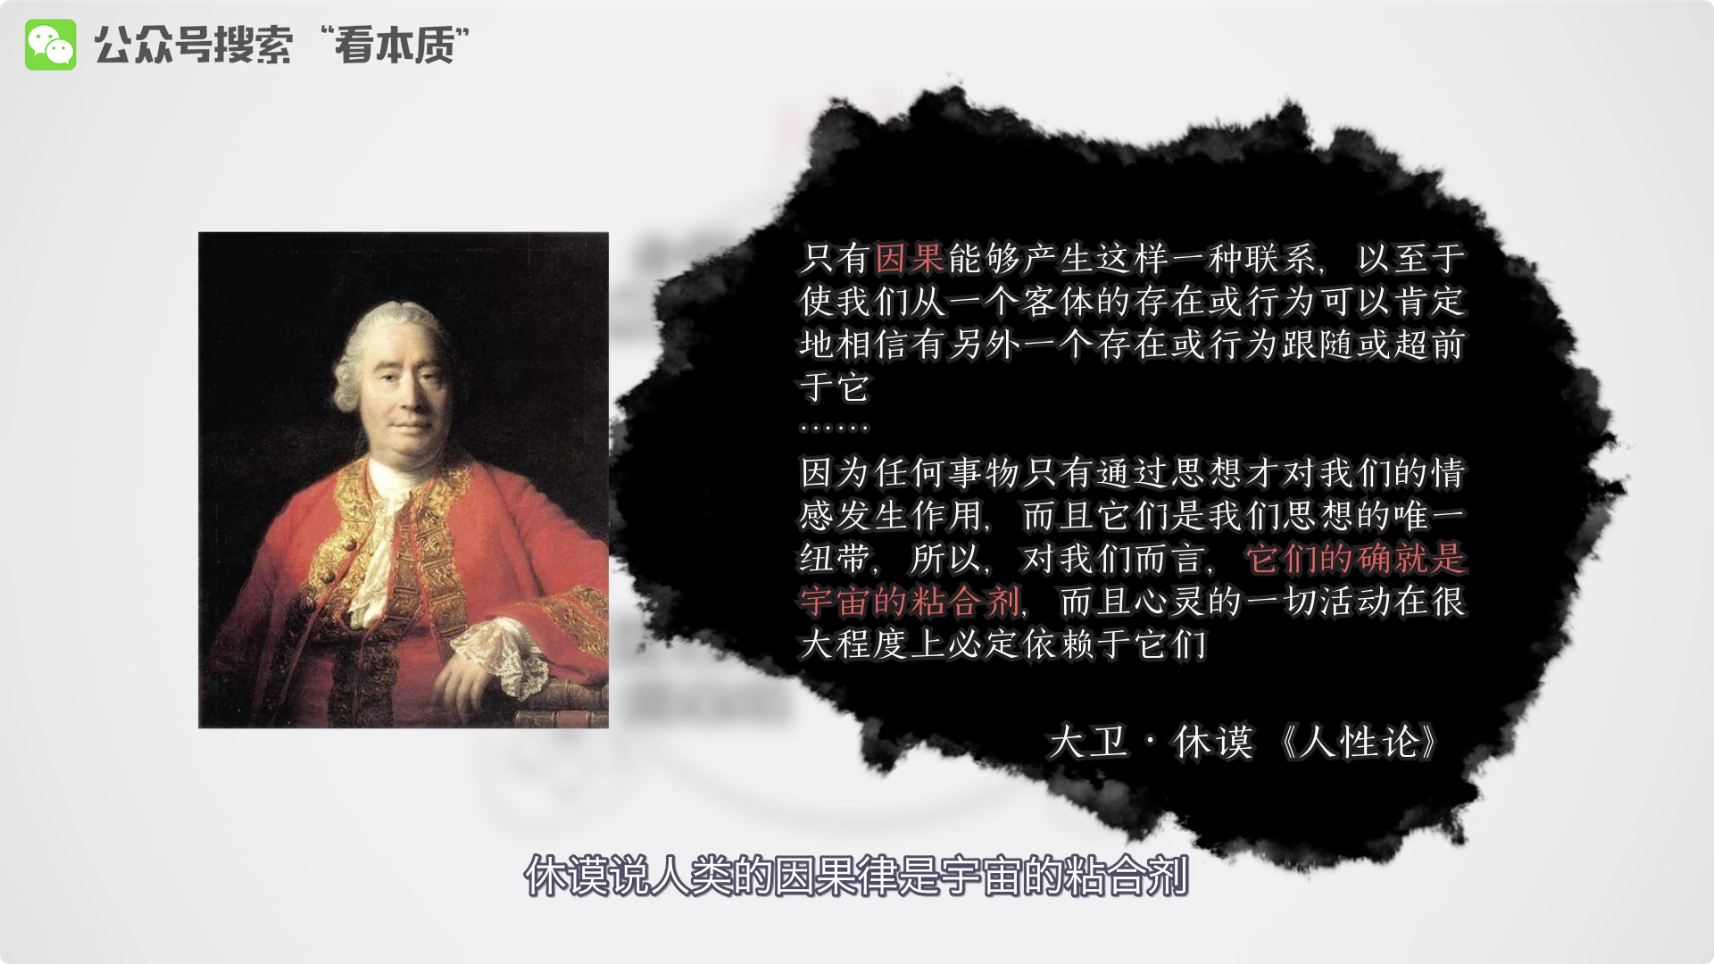 公众号搜索“看本质”
只有因果能够产生这样一种联系，以至于
使我们从一个客体的存在或行为可以肯定
地相信有另外一个存在或行为跟随或超前
于它
……
因为任何事物只有通过思想才对我们的情
感发生作用，而且它们是我们思想的唯一
纽带，所以，对我们而言，它们的确就是
宇宙的粘合剂，而且心灵的一切活动在很
大程度上必定依赖于它们
大卫·休谟《人性论》
休谟说人类的因果律是宇宙的粘合剂